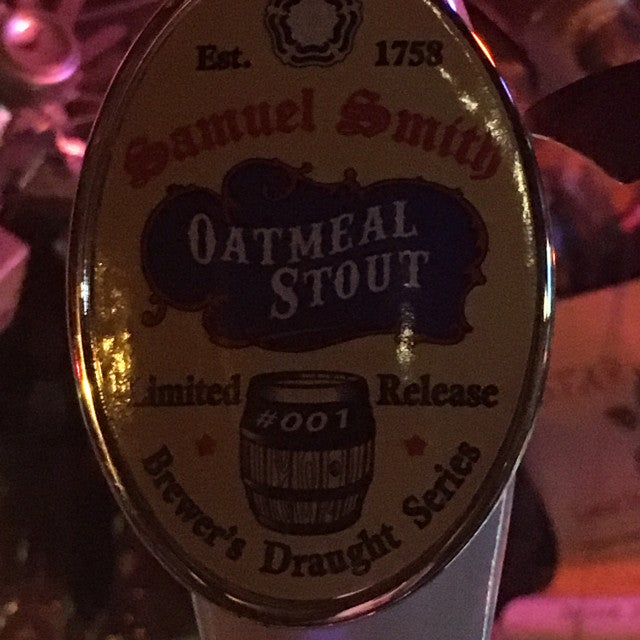 Est. 1758
Samuel Smith
OATMEAL
STOUT
Limited Release
#001
Brewer's Draught Series